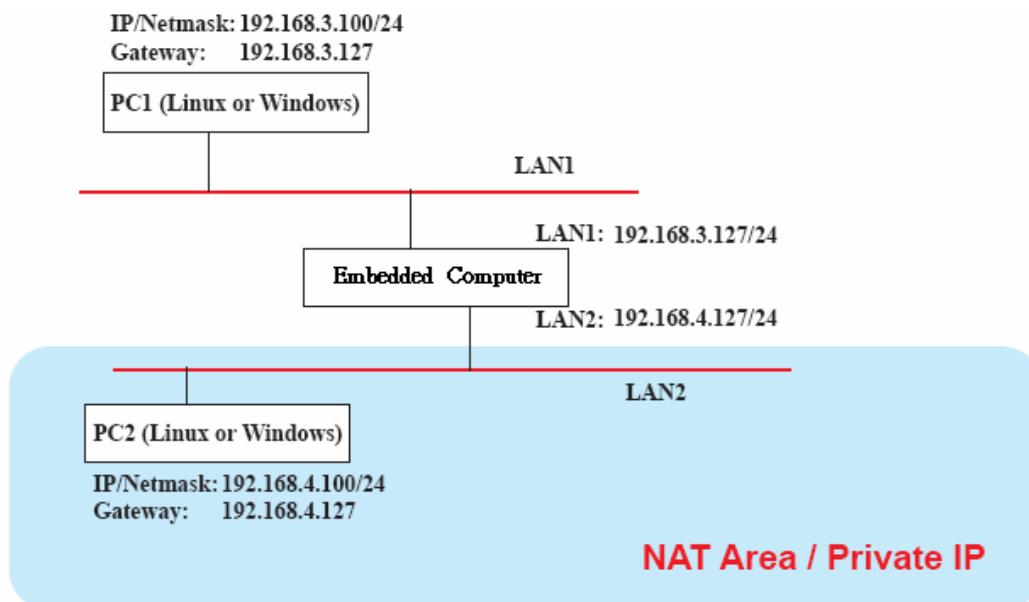 IP/Netmask: 192.168.3.100/24
Gateway: 192.168.3.127
PC1 (Linux or Windows)
LAN1
LAN1: 192.168.3.127/24
Embedded Computer
LAN2: 192.168.4.127/24
LAN2
PC2 (Linux or Windows)
IP/Netmask: 192.168.4.100/24
Gateway: 192.168.4.127
NAT Area / Private IP